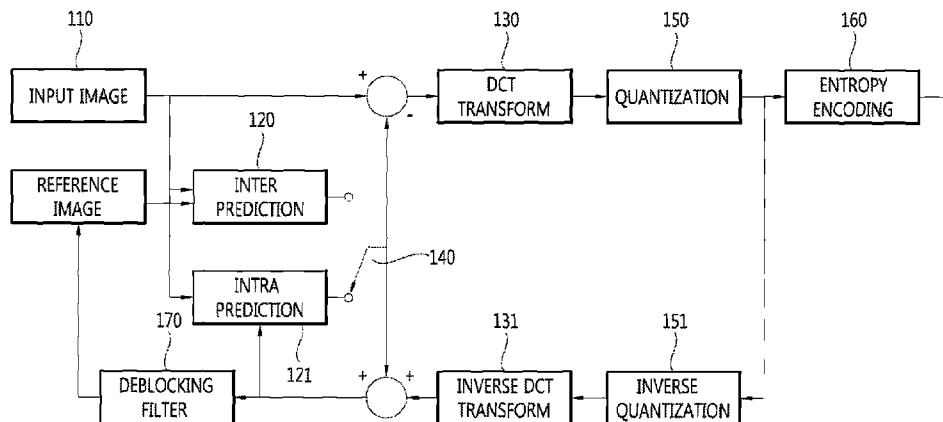 110
130
150
160
INPUT IMAGE
+
-
DCT
TRANSFORM
QUANTIZATION
ENTROPY
ENCODING
120
REFERENCE
IMAGE
INTER
PREDICTION
140
INTRA
PREDICTION
170
121
131
151
DEBLOCKING
FILTER
+
+
INVERSE DCT
TRANSFORM
INVERSE
QUANTIZATION